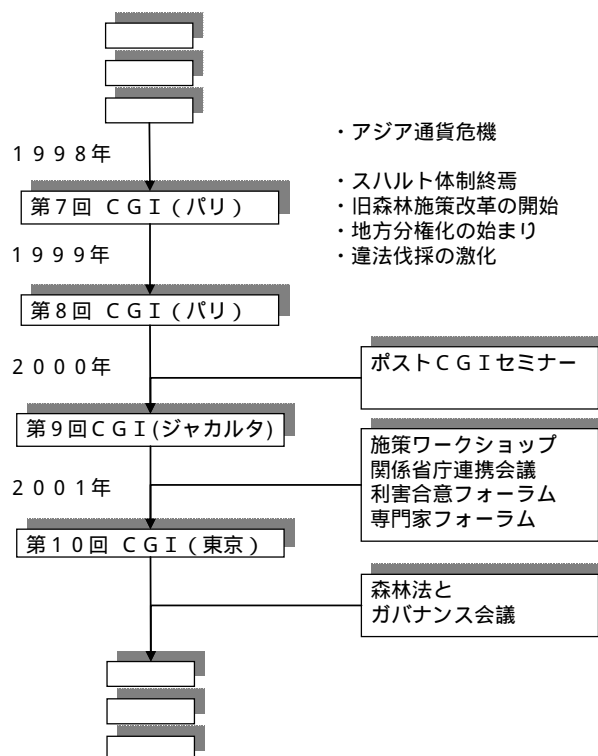 ・アジア通貨危機
1998年
・スハルト体制終焉
第7回 CGI(パリ)
・旧森林施策改革の開始
・地方分権化の始まり
1999年
・違法伐採の激化
第8回 CGI(パリ)
2000年
ポストCGIセミナー
第9回CGI(ジャカルタ)
施策ワークショップ
関係省庁連携会議
2001年
利害合意フォーラム
専門家フォーラム
第10回 CGI(東京)
森林法と
ガバナンス会議